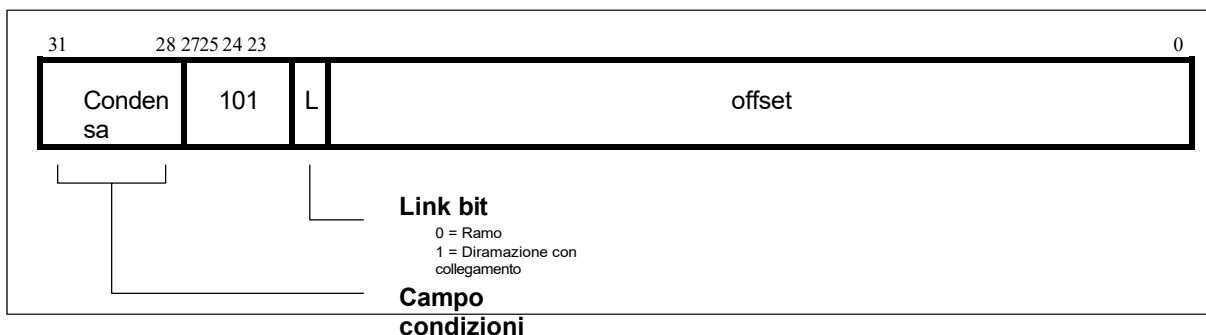 31 28 2725 24 23 0
Conden 101 L offset
sa
Link bit
0 = Ramo
1 = Diramazione con
collegamento
Campo
condizioni